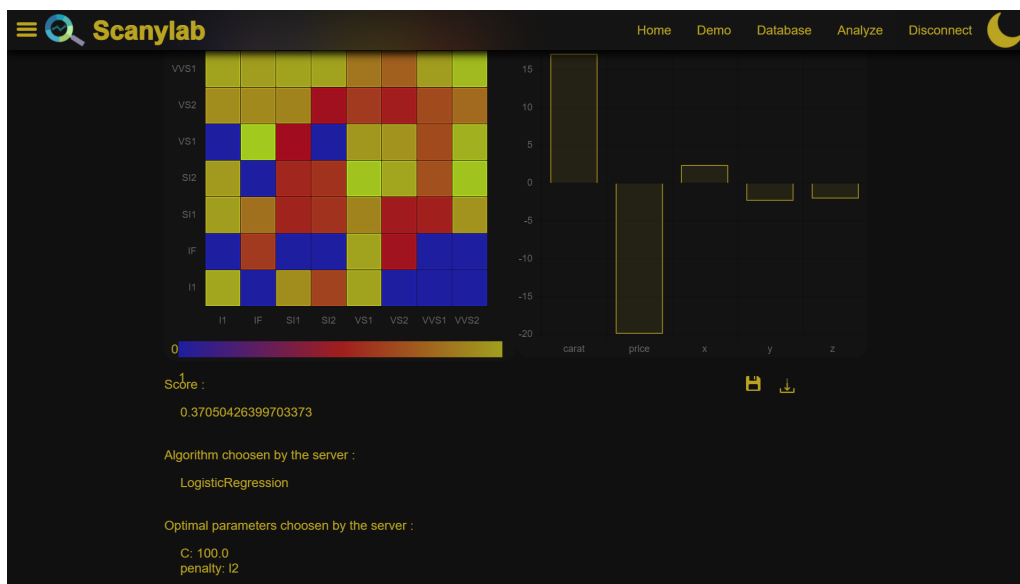 Scanylab
Home Demo Database Analyze Disconnect
VVS1
VS2
VS1
SI2
SI1
IF
I1
I1 IF SI1 SI2 VS1 VS2 VVS1 VVS2
0
1
15
10
5
0
-5
-10
-15
-20
carat price x y z
Score :
0.37050426399703373
Algorithm choosen by the server :
LogisticRegression
Optimal parameters choosen by the server :
C: 100.0
penalty: l2